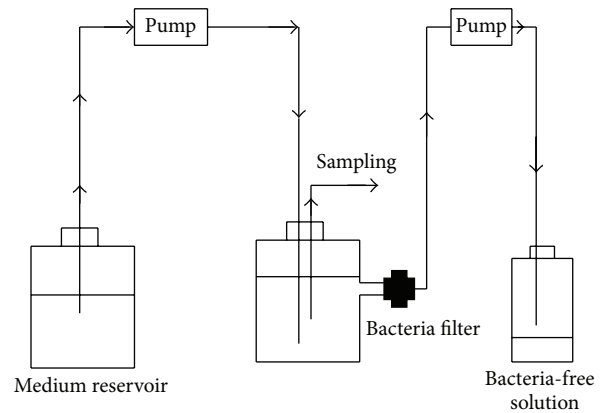 Pump
Pump
Sampling
Bacteria filter
Medium reservoir
Bacteria-free
solution